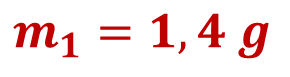 m₁ = 1,4 g